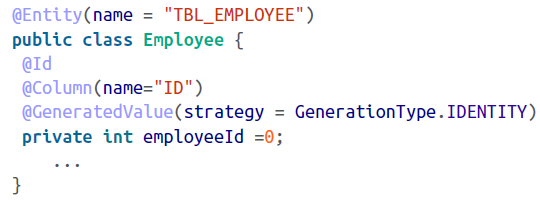 @Entity(name = "TBL_EMPLOYEE")
public class Employee {
@Id
@Column(name="ID")
@GeneratedValue(strategy = GenerationType.IDENTITY)
private int employeeId =0;
...
}